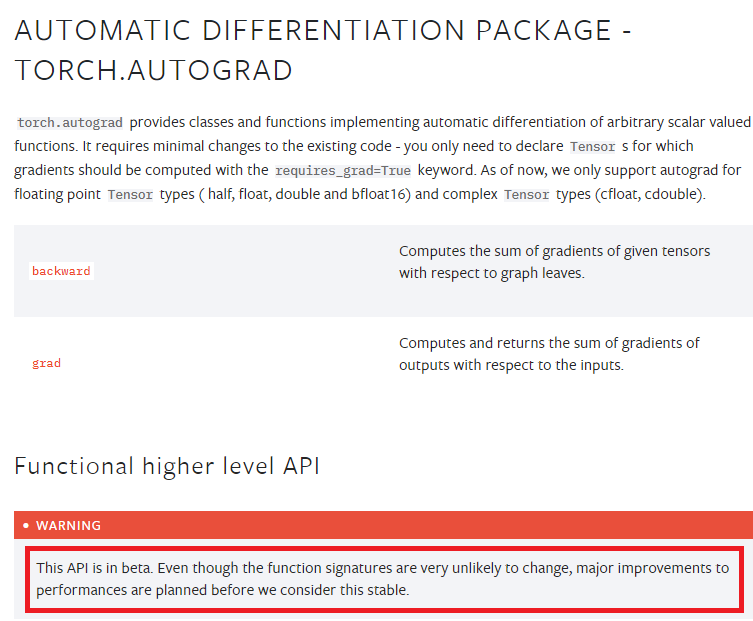 AUTOMATIC DIFFERENTIATION PACKAGE -
TORCH.AUTOGRAD
torch.autograd provides classes and functions implementing automatic differentiation of arbitrary scalar valued
functions. It requires minimal changes to the existing code - you only need to declare Tensor s for which
gradients should be computed with the requires_grad=True keyword. As of now, we only support autograd for
floating point Tensor types ( half, float, double and bfloat16) and complex Tensor types (cfloat, cdouble).
backward
Computes the sum of gradients of given tensors
with respect to graph leaves.
grad
Computes and returns the sum of gradients of
outputs with respect to the inputs.
Functional higher level API
• WARNING
This API is in beta. Even though the function signatures are very unlikely to change, major improvements to
performances are planned before we consider this stable.